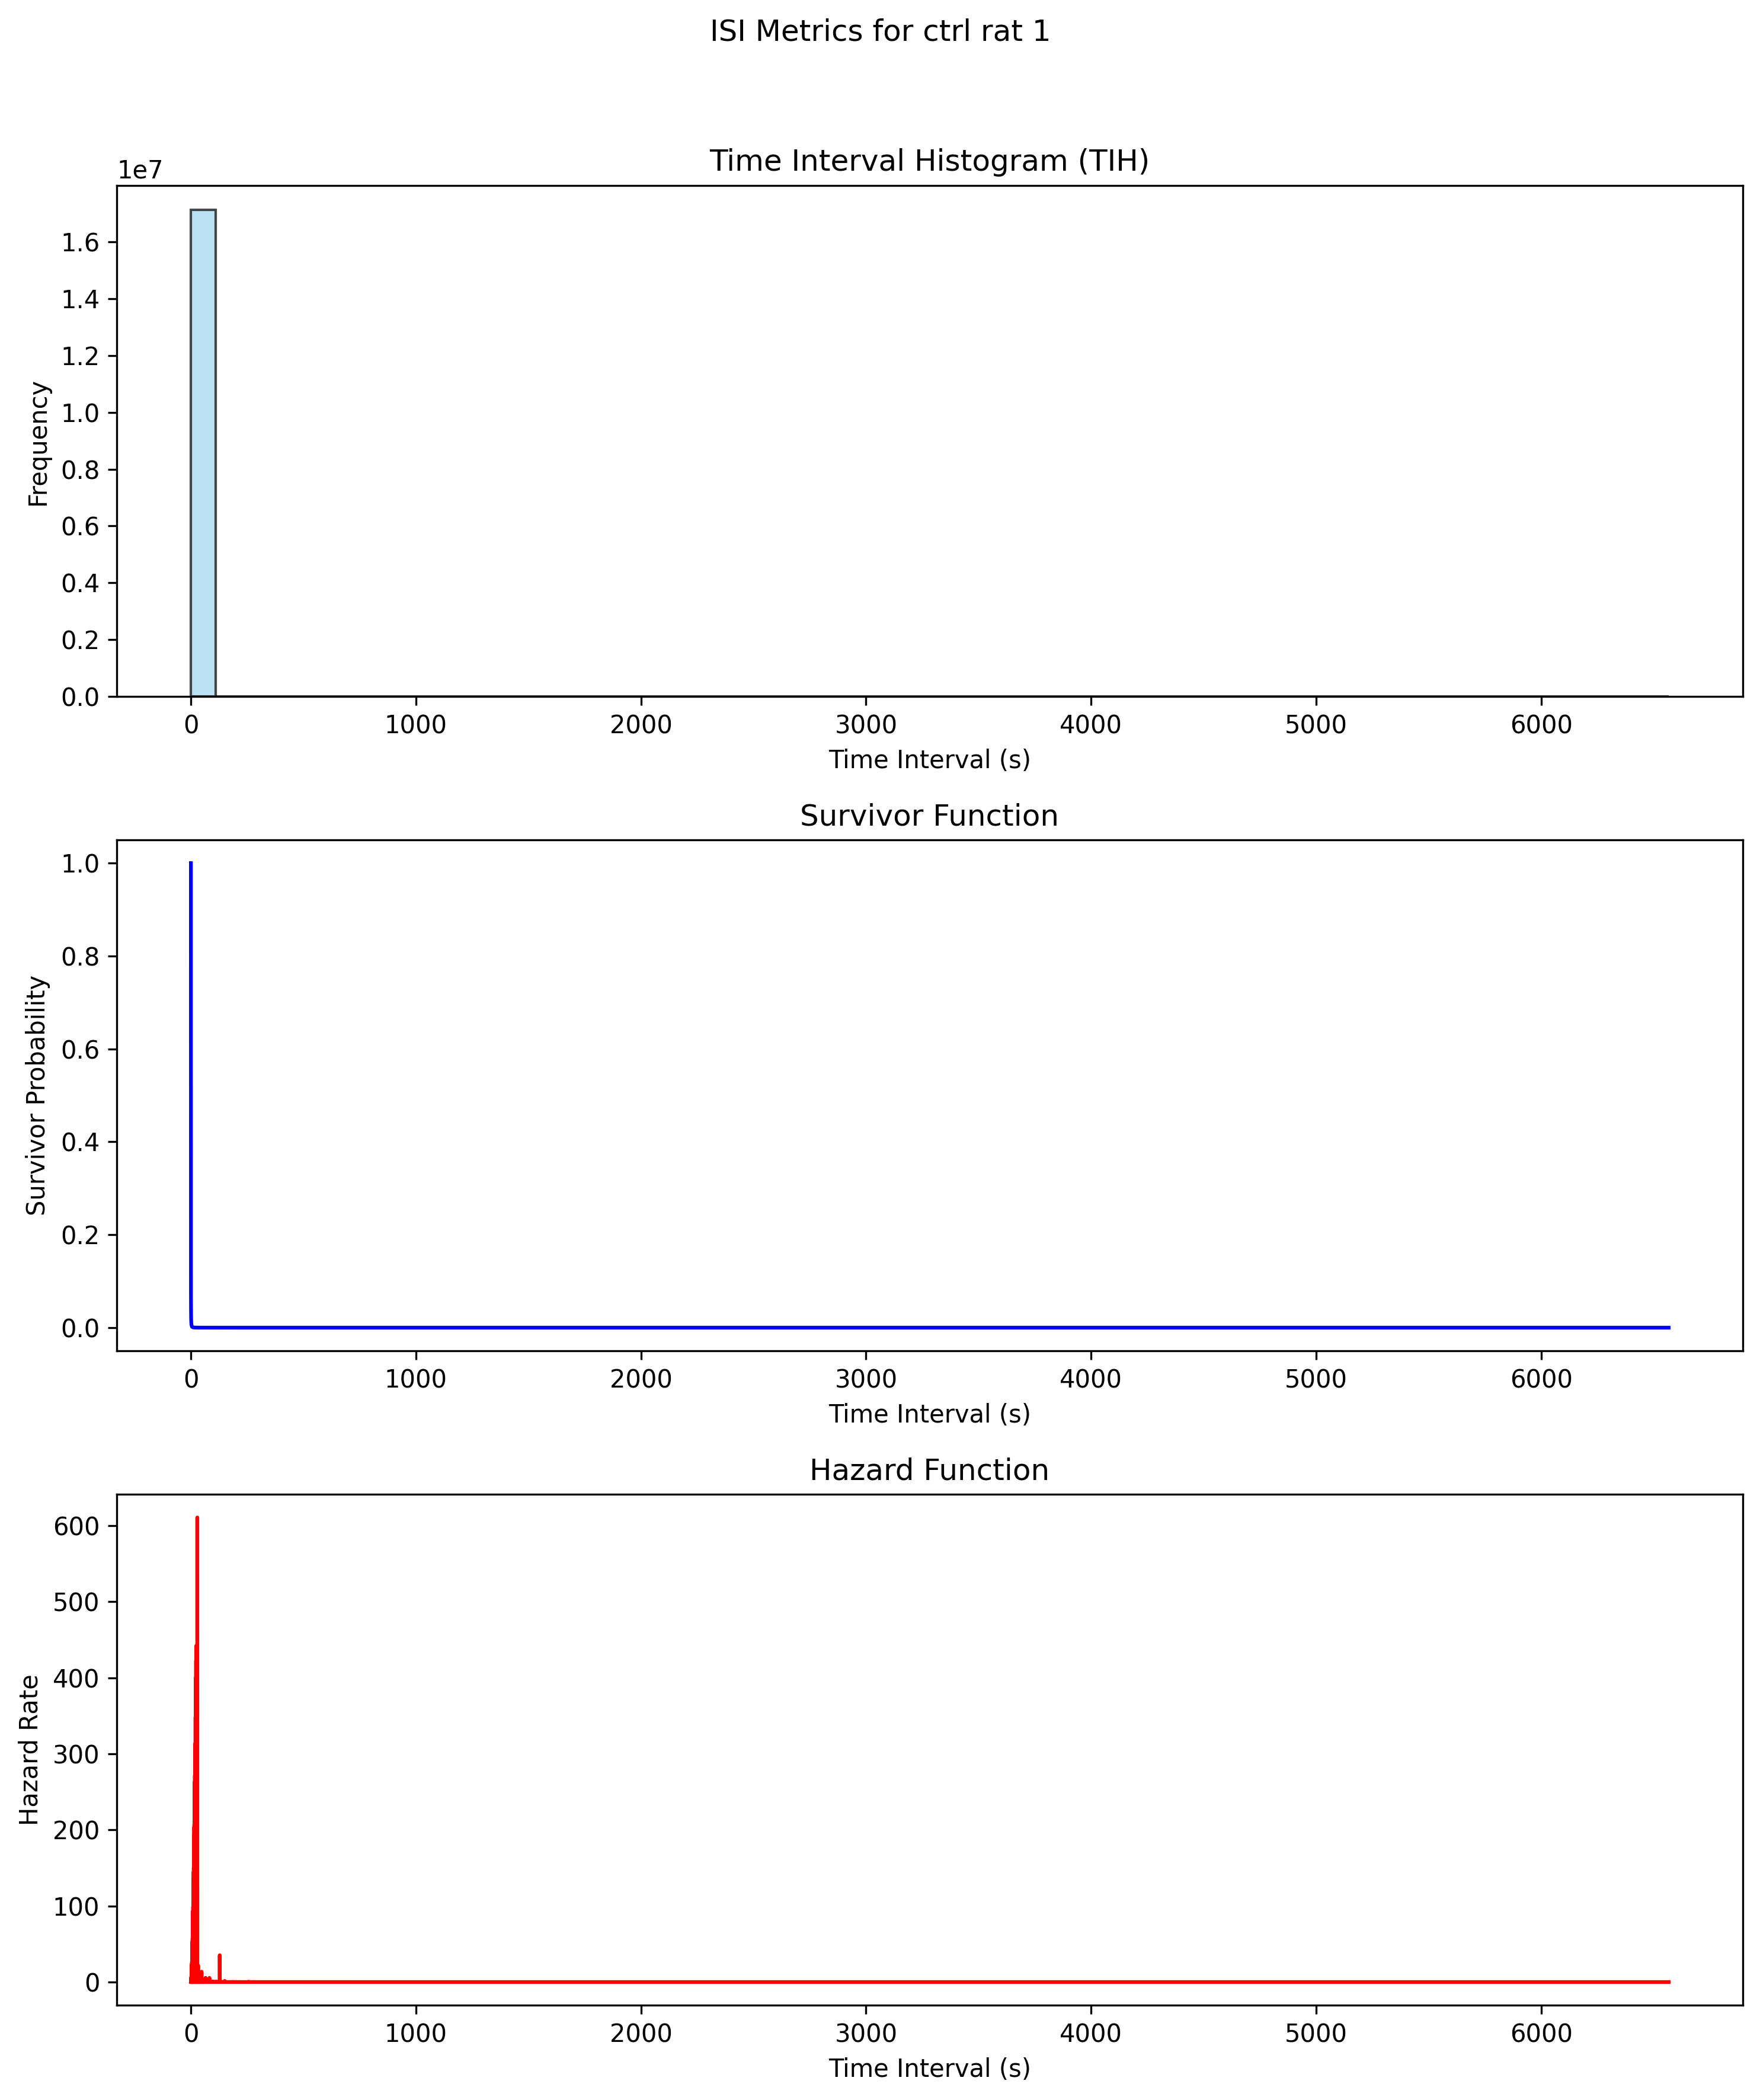 ISI Metrics for ctrl rat 1
Time Interval Histogram (TIH)
1e7
1.6
1.4
1.2
1.0
0.8
0.6
0.4
0.2
0.0
Frequency
0 1000 2000 3000 4000 5000 6000
Time Interval (s)
Survivor Function
1.0
0.8
0.6
0.4
0.2
0.0
Survivor Probability
0 1000 2000 3000 4000 5000 6000
Time Interval (s)
Hazard Function
600
500
400
300
200
100
0
Hazard Rate
0 1000 2000 3000 4000 5000 6000
Time Interval (s)